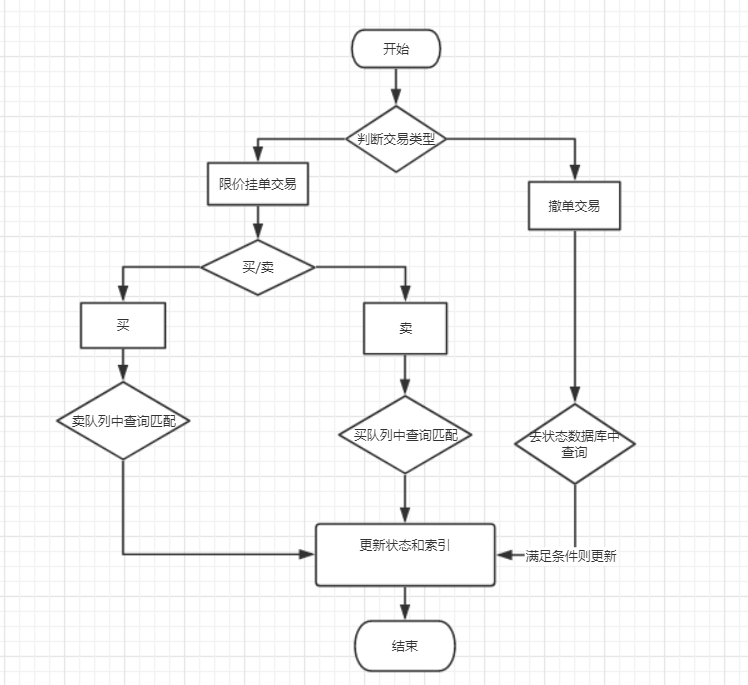 开始
判断交易类型
限价挂单交易
撤单交易
买/卖
买
卖
卖队列中查询匹配
买队列中查询匹配
去状态数据库中
查询
更新状态和索引
满足条件则更新
结束